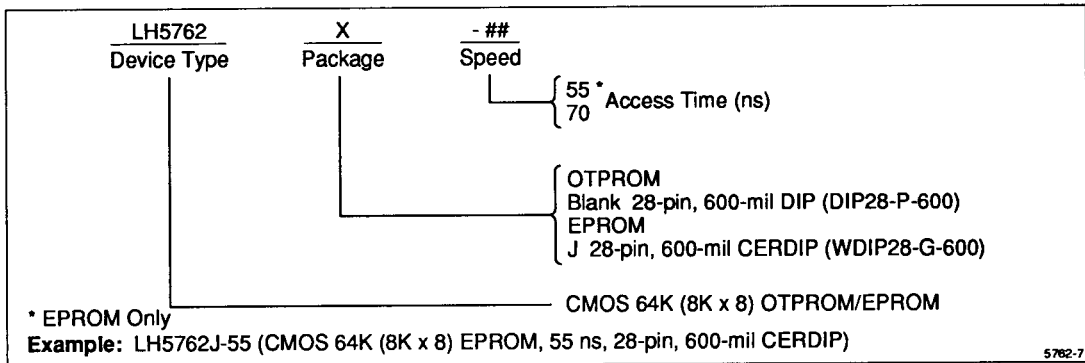 LH5762 X - ##
Device Type Package Speed
55 * Access Time (ns)
70
OTPROM
Blank 28-pin, 600-mil DIP (DIP28-P-600)
EPROM
J 28-pin, 600-mil CERDIP (WDIP28-G-600)
CMOS 64K (8K x 8) OTPROM/EPROM
* EPROM Only
Example: LH5762J-55 (CMOS 64K (8K x 8) EPROM, 55 ns, 28-pin, 600-mil CERDIP)
5762-7